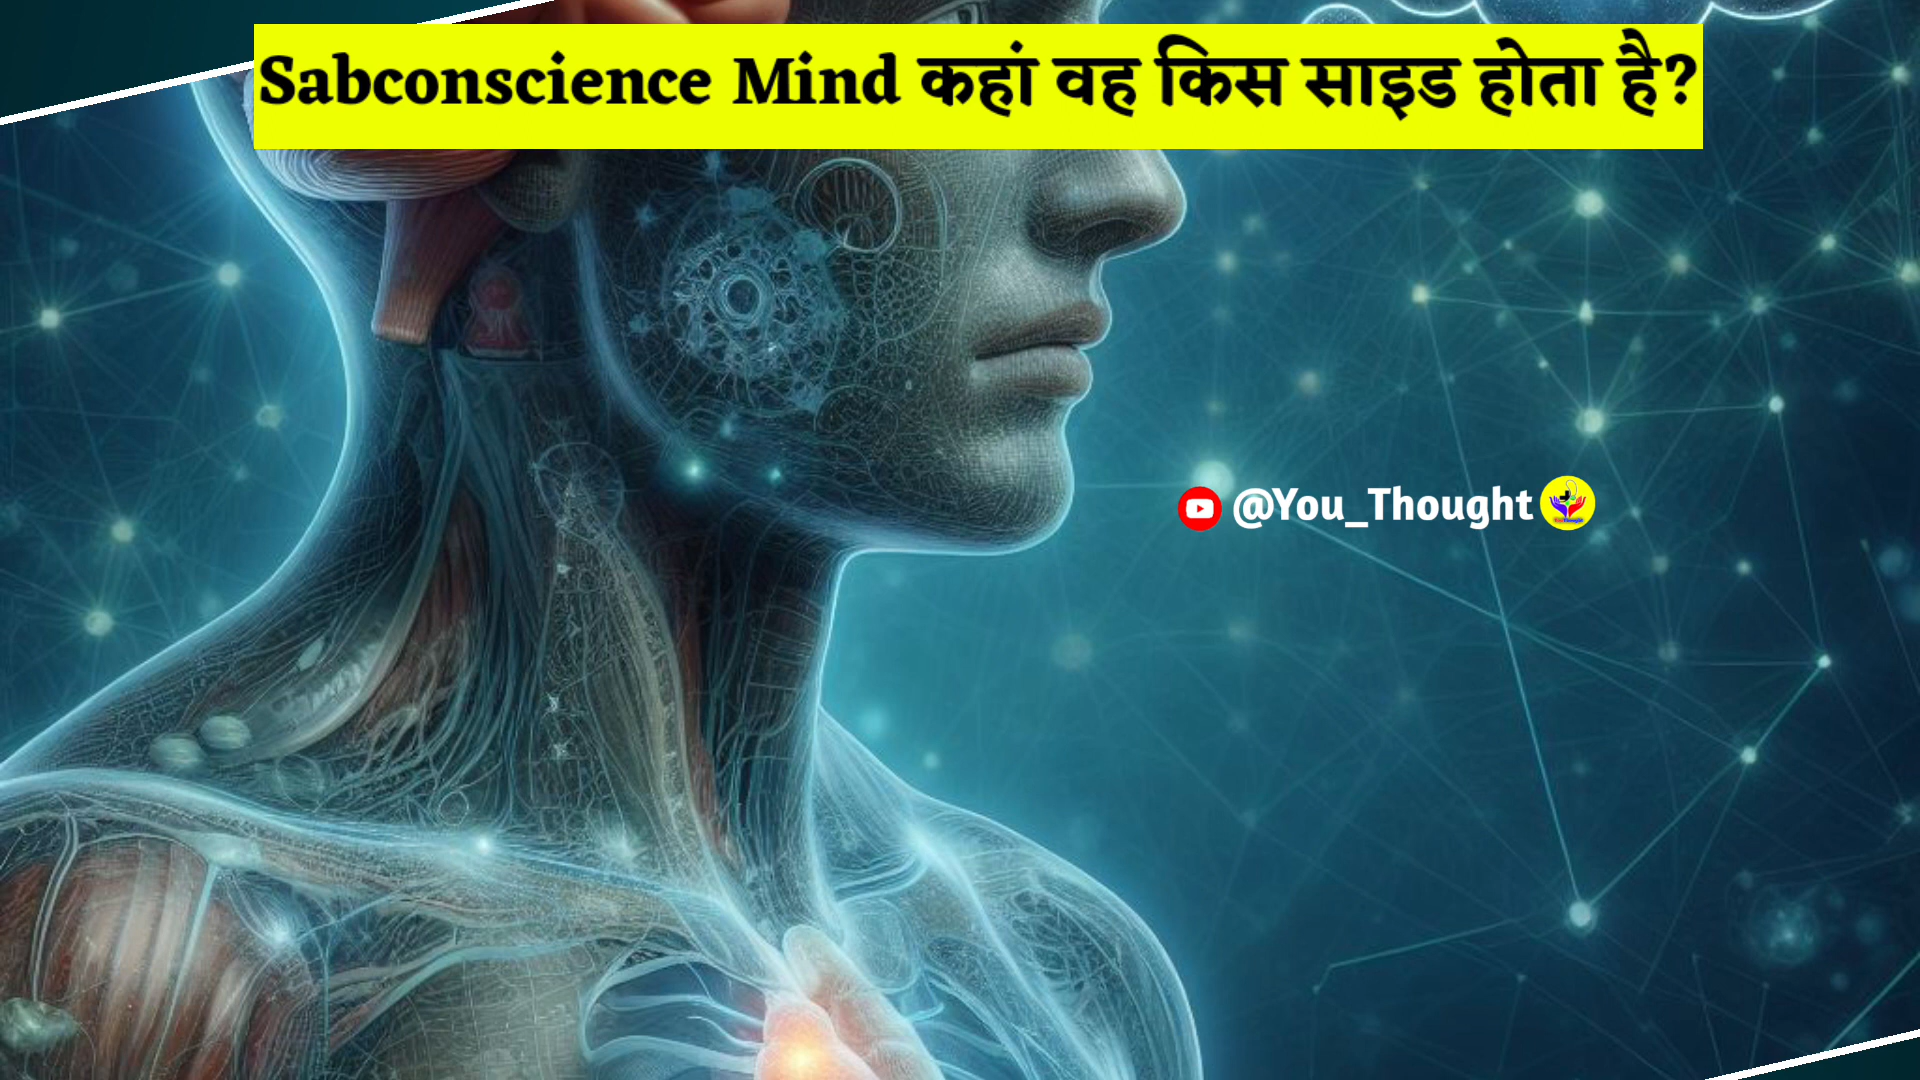 Sabconscience Mind कहां वह किस साइड होता है?
@You_Thought